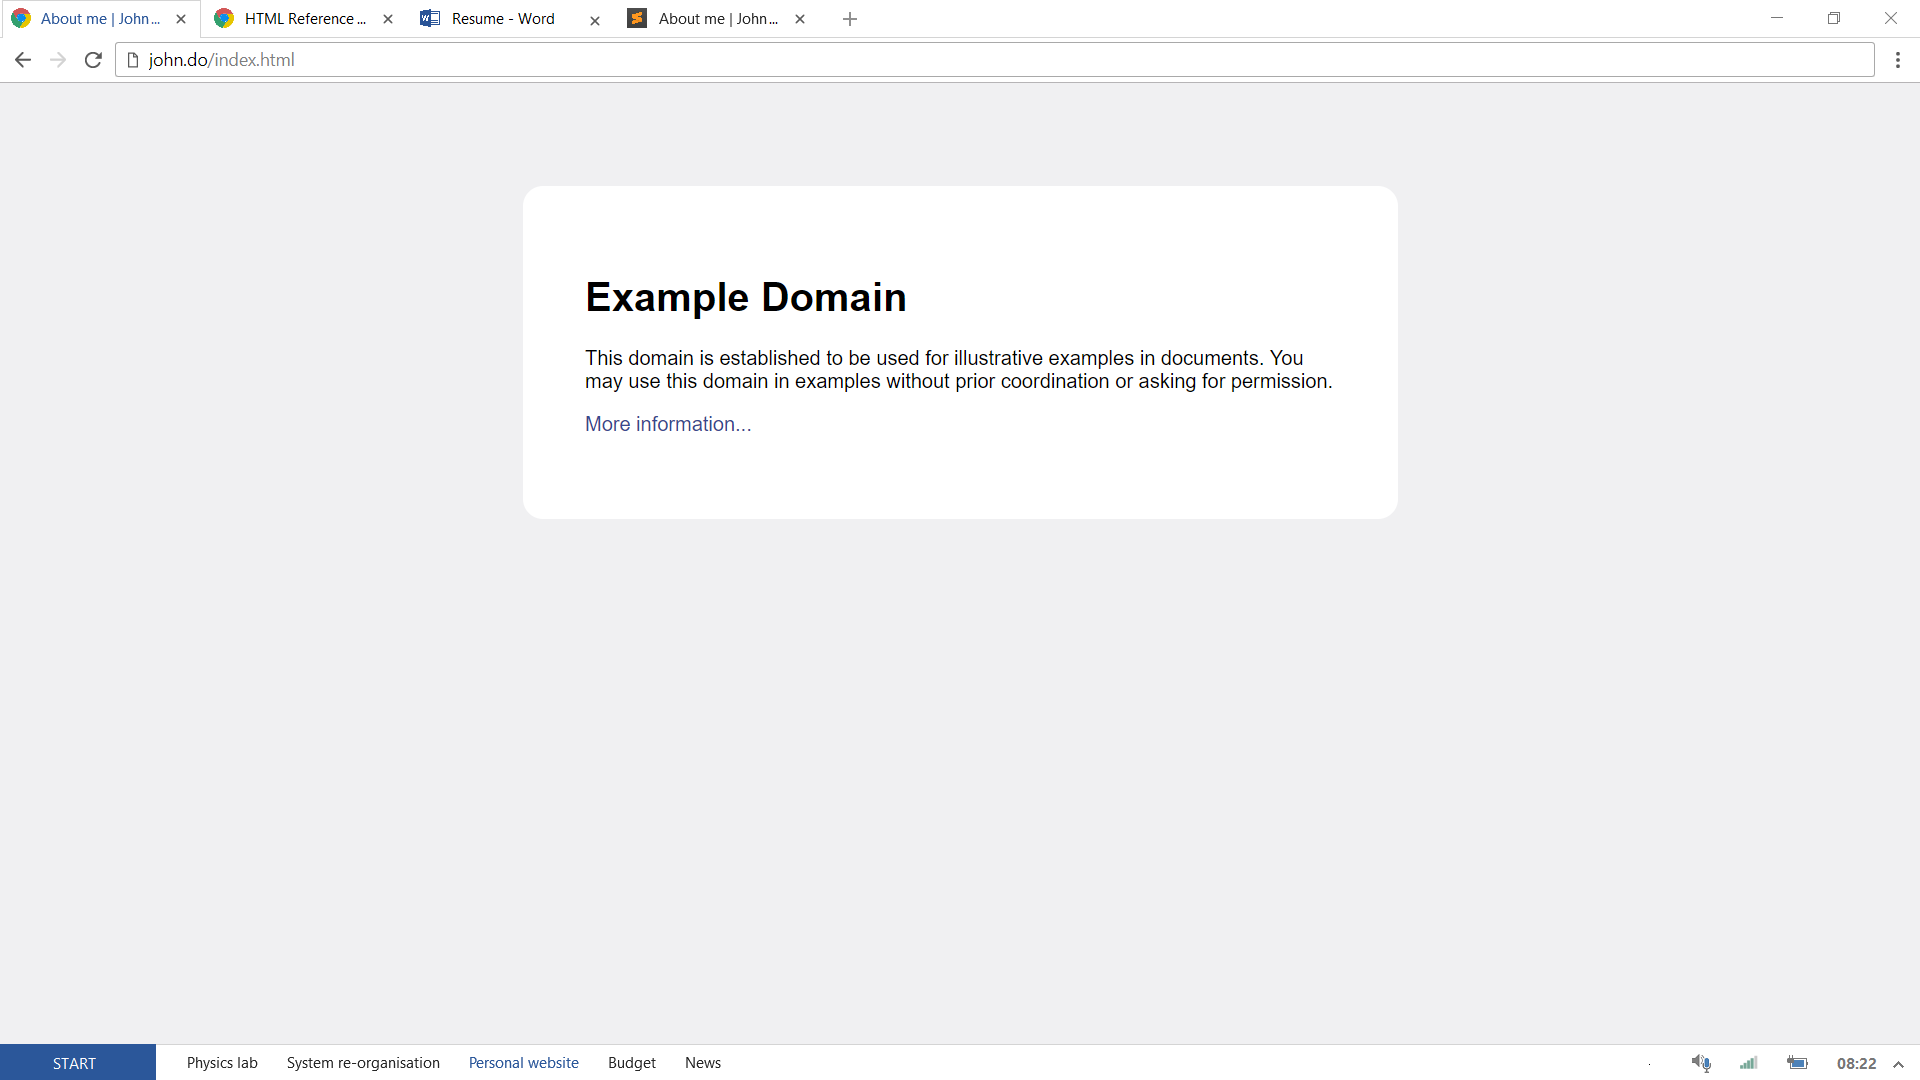 About me | John ...
HTML Reference ...
Resume - Word
About me | John ...
john.do/index.html
Example Domain
This domain is established to be used for illustrative examples in documents. You
may use this domain in examples without prior coordination or asking for permission.
More information...
START
Physics lab
System re-organisation
Personal website
Budget
News
08:22